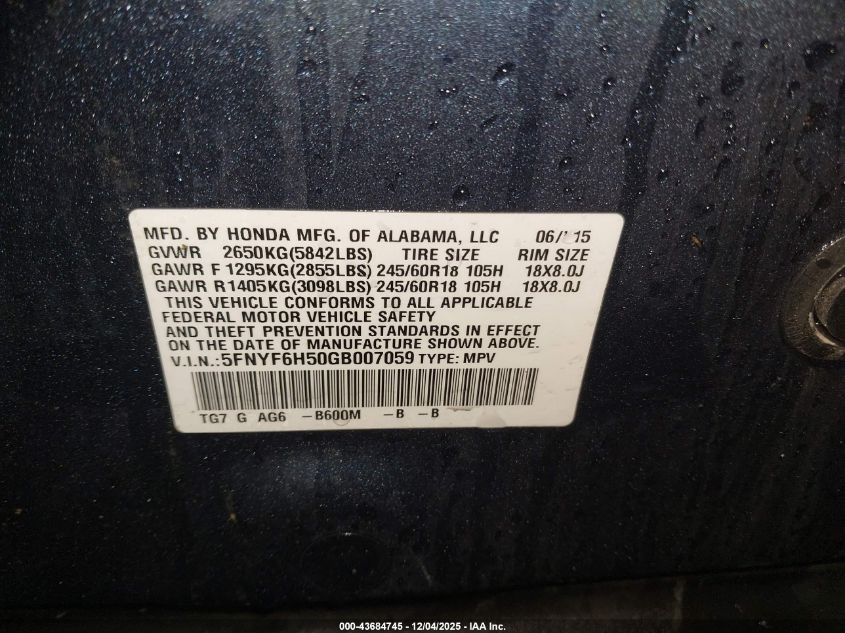 MFD. BY HONDA MFG. OF ALABAMA, LLC 06/15
GVWR 2650KG(5842LBS) TIRE SIZE RIM SIZE
GAWR F 1295KG(2855LBS) 245/60R18 105H 18X8.0J
GAWR R1405KG(3098LBS) 245/60R18 105H 18X8.0J
THIS VEHICLE CONFORMS TO ALL APPLICABLE
FEDERAL MOTOR VEHICLE SAFETY
AND THEFT PREVENTION STANDARDS IN EFFECT
ON THE DATE OF MANUFACTURE SHOWN ABOVE.
V.I.N.:5FNYF6H50GB007059 TYPE: MPV
TG7 G AG6 -B600M -B -B
000-43684745 - 12/04/2025 - IAA Inc.